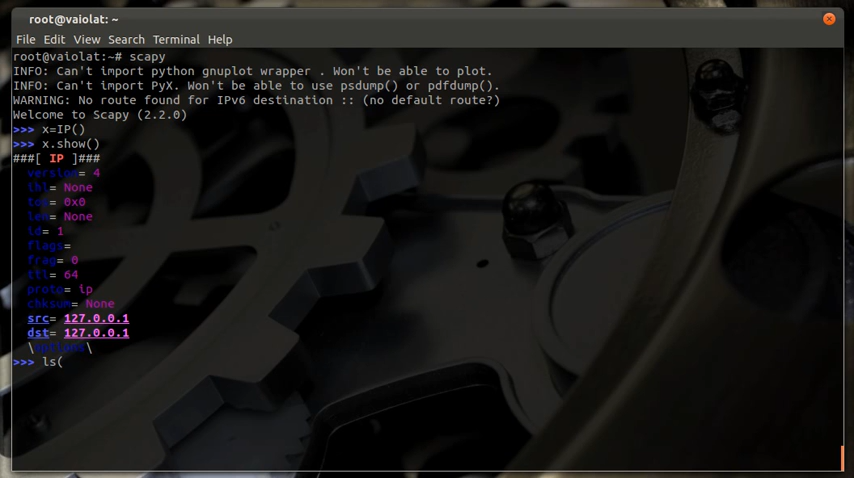 root@vaiolat: ~
File Edit View Search Terminal Help
root@vaiolat:~# scapy
INFO: Can't import python gnuplot wrapper . Won't be able to plot.
INFO: Can't import PyX. Won't be able to use psdump() or pdfdump().
WARNING: No route found for IPv6 destination :: (no default route?)
Welcome to Scapy (2.2.0)
>>> x=IP()
>>> x.show()
###[ IP ]###
  version= 4
  ihl= None
  tos= 0x0
  len= None
  id= 1
  flags=
  frag= 0
  ttl= 64
  proto= ip
  chksum= None
  src= 127.0.0.1
  dst= 127.0.0.1
  \options\
>>> ls(